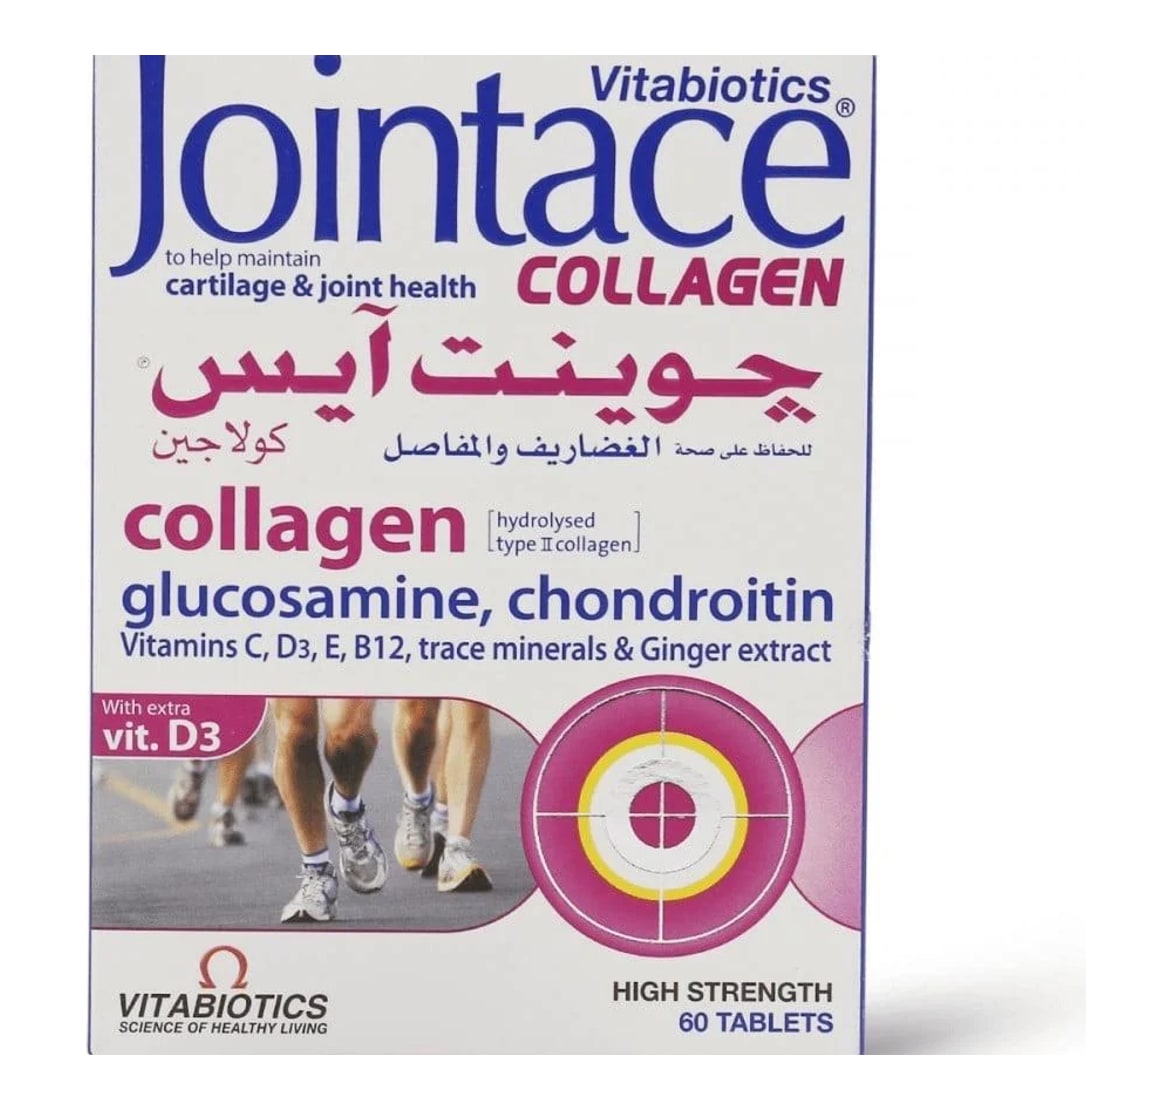 Vitabiotics
Jointace®
to help maintain
cartilage & joint health
COLLAGEN
جوينت آيس
للحفاظ على صحة الغضاريف والمفاصل
كولاجين
collagen
[hydrolysed
type II collagen]
glucosamine, chondroitin
Vitamins C, D3, E, B12, trace minerals & Ginger extract
With extra
vit. D3
VITABIOTICS
SCIENCE OF HEALTHY LIVING
HIGH STRENGTH
60 TABLETS